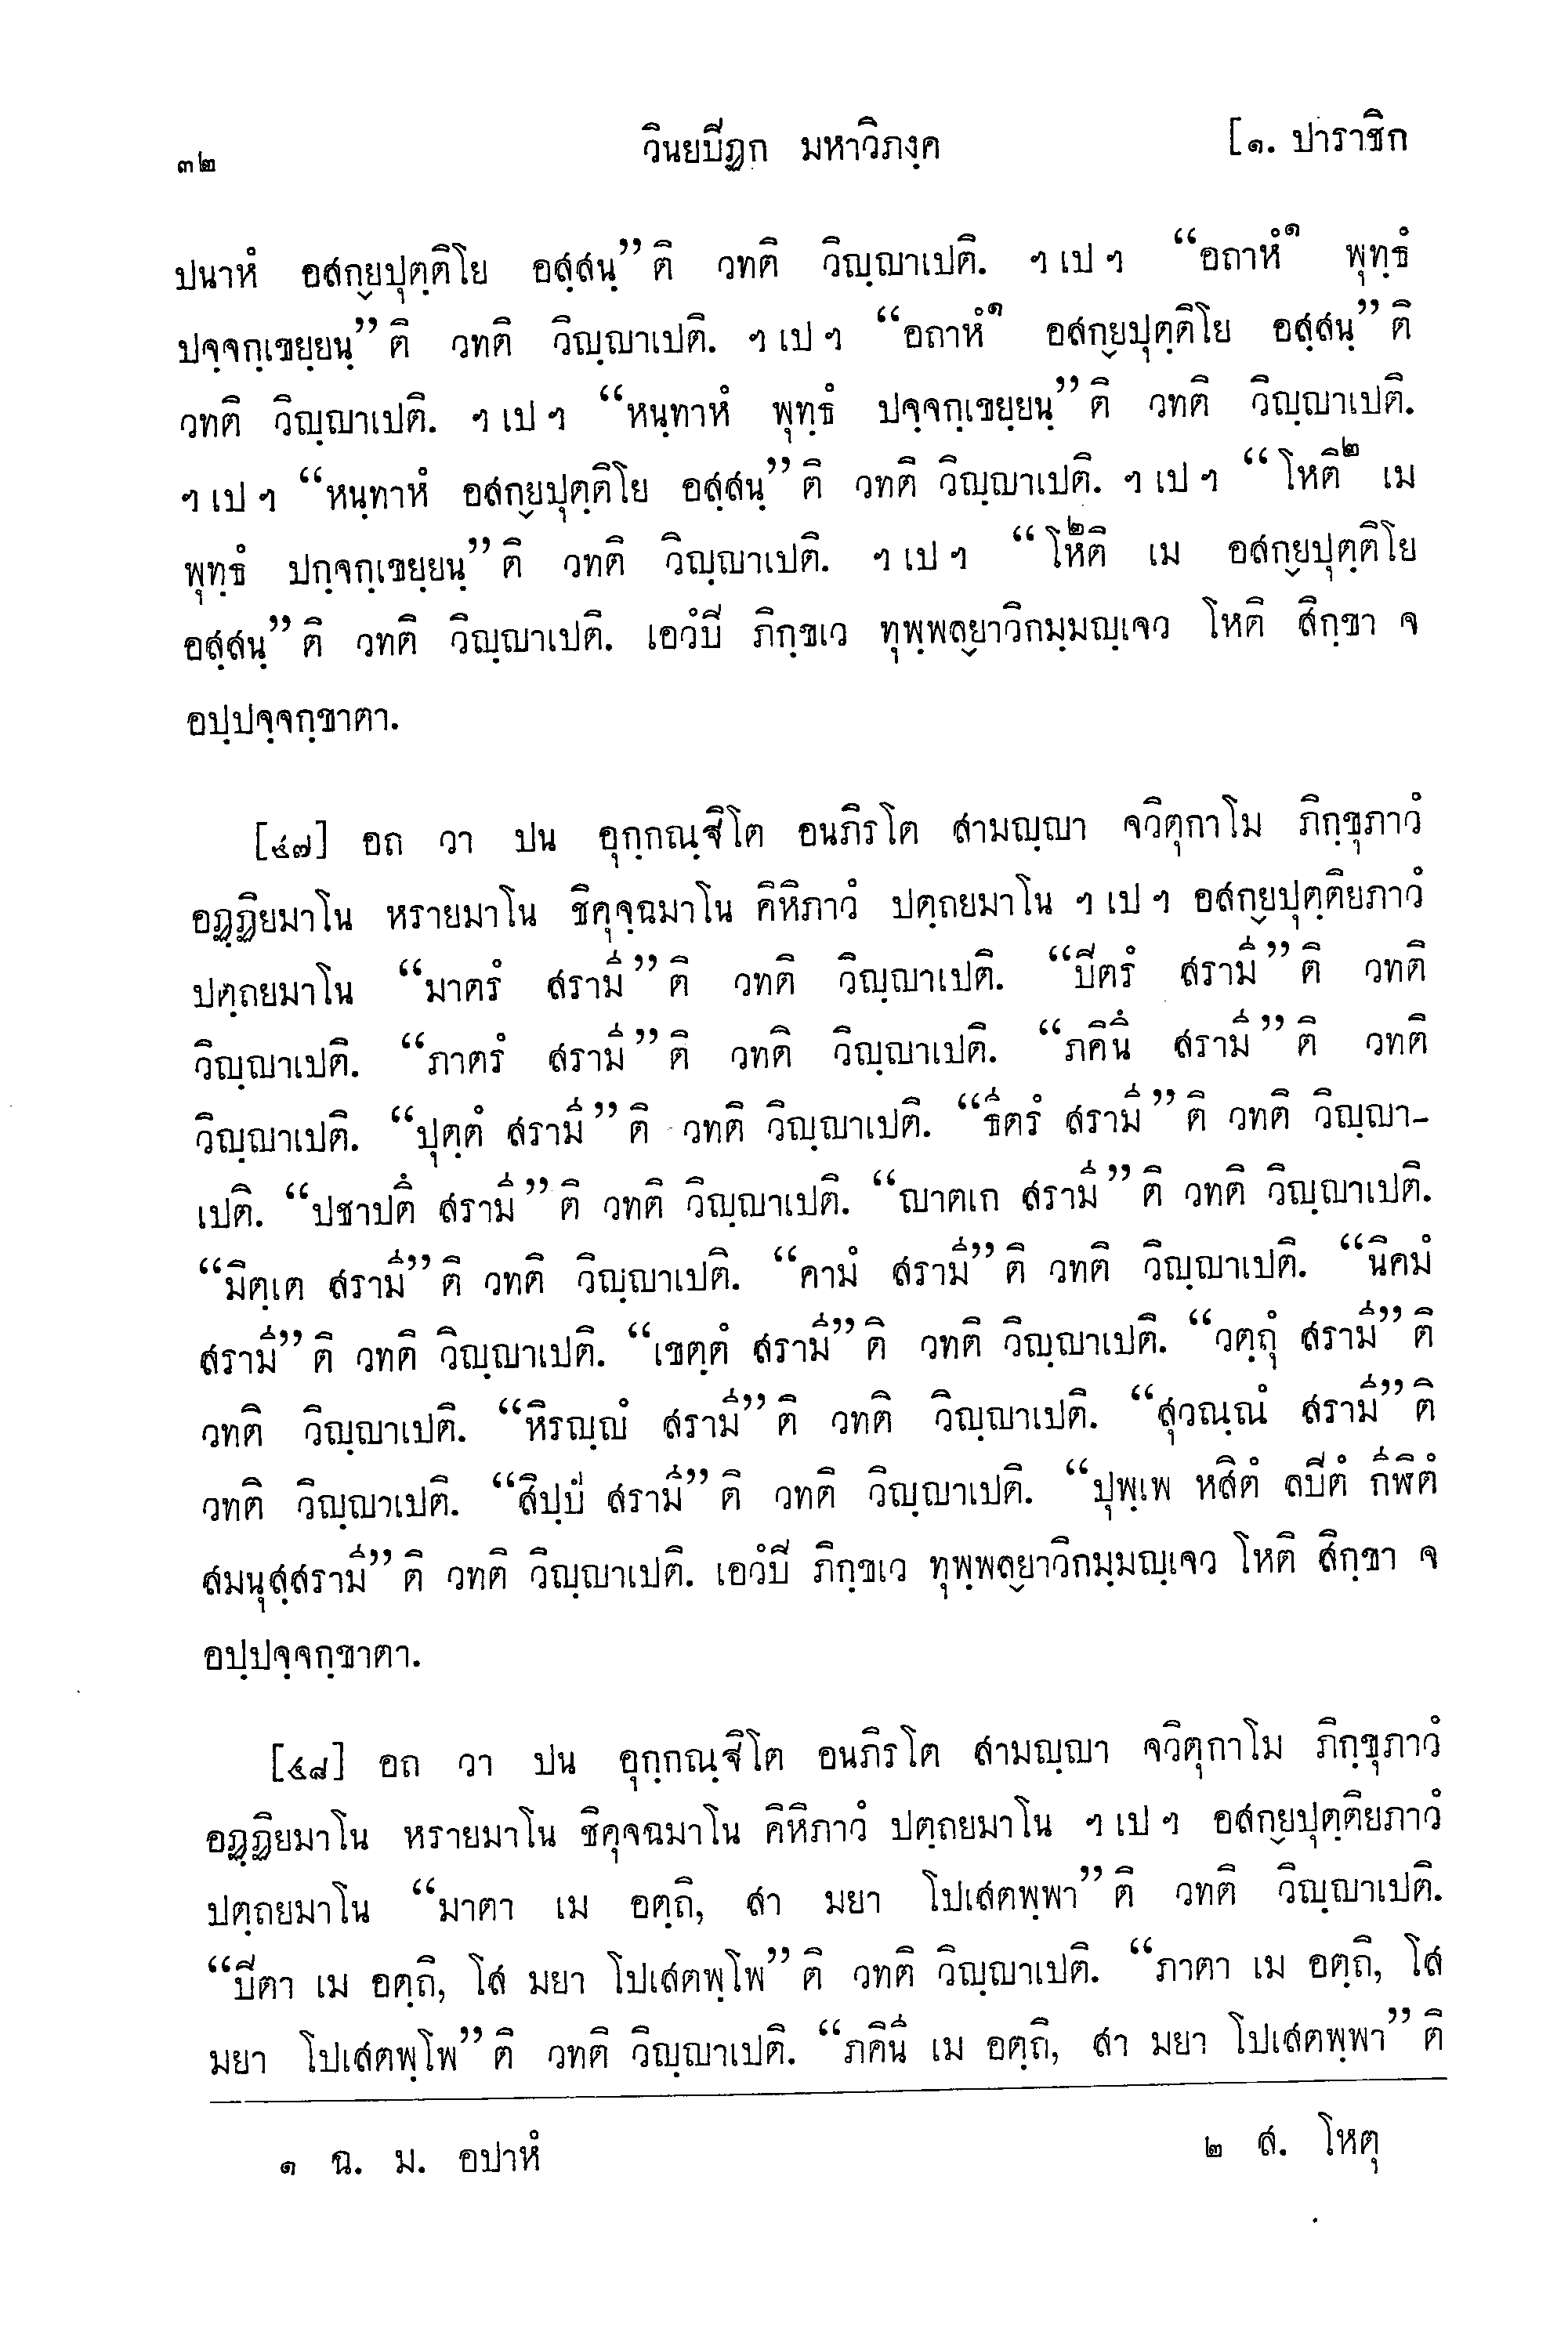 ๓๒ วินยปิฏก มหาวิภงฺค [๑. ปาราชิก
ปนาหํ อสกฺยปุตฺติโย อสฺสนฺ” ติ วทติ วิญฺญาเปติ. ฯ เป ฯ “อถาหํ๑ พุทฺธํ
ปจฺจกฺเขยฺยนฺ” ติ วทติ วิญฺญาเปติ. ฯ เป ฯ “อถาหํ๑ อสกฺยปุตฺติโย อสฺสนฺ” ติ
วทติ วิญฺญาเปติ. ฯ เป ฯ “หนฺทาหํ พุทฺธํ ปจฺจกฺเขยฺยนฺ” ติ วทติ วิญฺญาเปติ.
ฯ เป ฯ “หนฺทาหํ อสกฺยปุตฺติโย อสฺสนฺ” ติ วทติ วิญฺญาเปติ. ฯ เป ฯ “โหติ๒ เม
พุทฺธํ ปกฺจกฺเขยฺยนฺ” ติ วทติ วิญฺญาเปติ. ฯ เป ฯ “โหติ๒ เม อสกฺยปุตฺติโย
อสฺสนฺ” ติ วทติ วิญฺญาเปติ. เอวํปิ ภิกฺขเว ทุพฺพลฺยาวิกมฺมญฺเจว โหติ สิกฺขา จ
อปฺปจฺจกฺขาตา.
[๔๗] อถ วา ปน อุกฺกณฺฐิโต อนภิรโต สามญฺญา จวิตุกาโม ภิกฺขุภาวํ
อฏฺฏิยมาโน หรายมาโน ชิคุจฺฉมาโน คิหิภาวํ ปตฺถยมาโน ฯ เป ฯ อสกฺยปุตฺติยภาวํ
ปตฺถยมาโน “มาตรํ สรามี” ติ วทติ วิญฺญาเปติ. “ปิตรํ สรามี” ติ วทติ
วิญฺญาเปติ. “ภาตรํ สรามี” ติ วทติ วิญฺญาเปติ. “ภคินึ สรามี” ติ วทติ
วิญฺญาเปติ. “ปุตฺตํ สรามี” ติ วทติ วิญฺญาเปติ. “ธีตรํ สรามี” ติ วทติ วิญฺญา-
เปติ. “ปชาปตึ สรามี” ติ วทติ วิญฺญาเปติ. “ญาตเก สรามี” ติ วทติ วิญฺญาเปติ.
“มิตฺเต สรามี” ติ วทติ วิญฺญาเปติ. “คามํ สรามี” ติ วทติ วิญฺญาเปติ. “นิคมํ
สรามี” ติ วทติ วิญฺญาเปติ. “เขตฺตํ สรามี” ติ วทติ วิญฺญาเปติ. “วตฺถุํ สรามี” ติ
วทติ วิญฺญาเปติ. “หิรญฺญํ สรามี” ติ วทติ วิญฺญาเปติ. “สุวณฺณํ สรามี” ติ
วทติ วิญฺญาเปติ. “สิปฺปํ สรามี” ติ วทติ วิญฺญาเปติ. “ปุพฺเพ หสิตํ ลปิตํ กีฬิตํ
สมนุสฺสรามี” ติ วทติ วิญฺญาเปติ. เอวํปิ ภิกฺขเว ทุพฺพลฺยาวิกมฺมญฺเจว โหติ สิกฺขา จ
อปฺปจฺจกฺขาตา.
[๔๘] อถ วา ปน อุกฺกณฺฐิโต อนภิรโต สามญฺญา จวิตุกาโม ภิกฺขุภาวํ
อฏฺฏิยมาโน หรายมาโน ชิคุจฉมาโน คิหิภาวํ ปตฺถยมาโน ฯ เป ฯ อสกฺยปุตฺติยภาวํ
ปตฺถยมาโน “มาตา เม อตฺถิ, สา มยา โปเสตพฺพา” ติ วทติ วิญฺญาเปติ.
“ปิตา เม อตฺถิ, โส มยา โปเสตพฺโพ” ติ วทติ วิญฺญาเปติ. “ภาตา เม อตฺถิ, โส
มยา โปเสตพฺโพ” ติ วทติ วิญฺญาเปติ. “ภคินี เม อตฺถิ, สา มยา โปเสตพฺพา” ติ
๑ ฉ. ม. อปาหํ ๒ ส. โหตุ